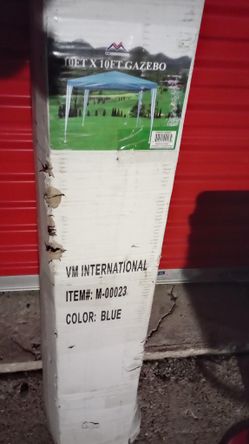 10FT X 10FT GAZEBO
VM INTERNATIONAL
ITEM#: M-00023
COLOR: BLUE